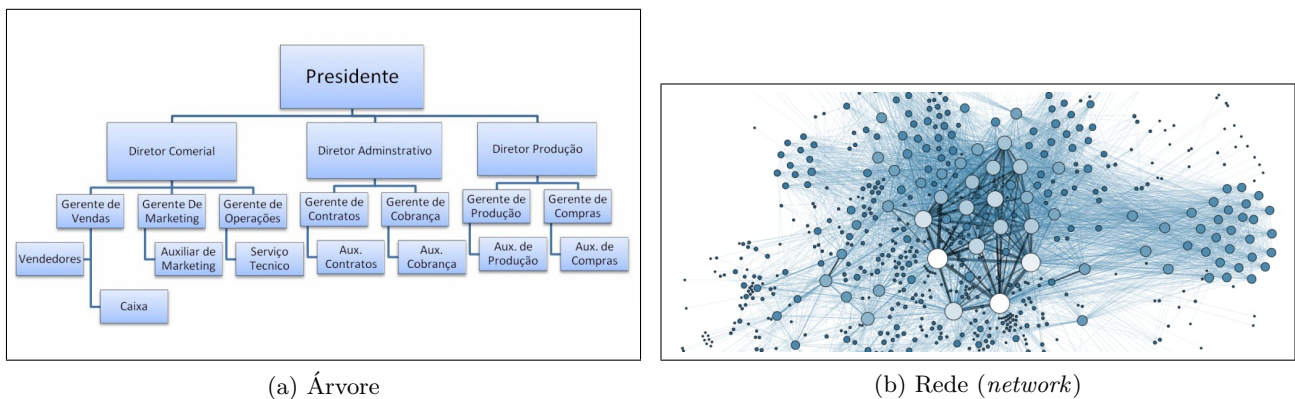 Presidente
Diretor Comerial
Diretor Adminstrativo
Diretor Produção
Gerente de
Vendas
Gerente De
Marketing
Gerente de
Operações
Gerente de
Contratos
Gerente de
Cobrança
Gerente de
Produção
Gerente de
Compras
Vendedores
Auxiliar de
Marketing
Serviço
Tecnico
Aux.
Contratos
Aux.
Cobrança
Aux. de
Produção
Aux. de
Compras
Caixa
(a) Árvore
(b) Rede (network)